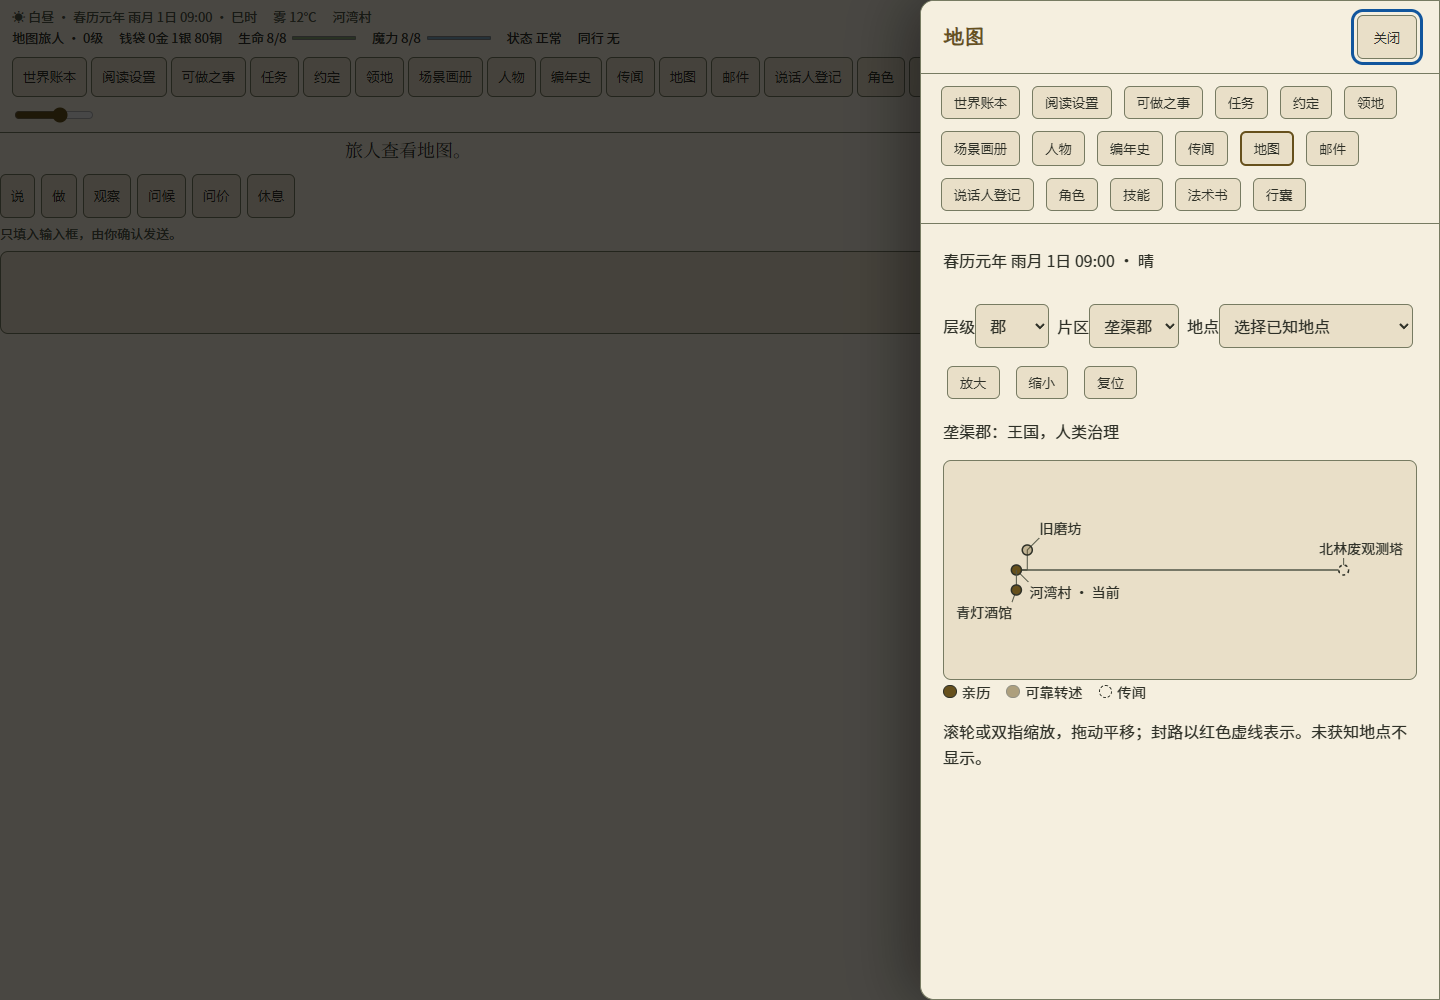 ☀ 白昼 · 春历元年 雨月 1日 09:00 · 巳时 雾 12°C 河湾村
地图旅人 · 0级 钱袋 0金 1银 80铜 生命 8/8 魔力 8/8 状态 正常 同行 无
世界账本 阅读设置 可做之事 任务 约定 领地 场景画册 人物 编年史 传闻 地图 邮件 说话人登记 角色
旅人查看地图。
说 做 观察 问候 问价 休息
只填入输入框，由你确认发送。
地图 关闭
世界账本 阅读设置 可做之事 任务 约定 领地
场景画册 人物 编年史 传闻 地图 邮件
说话人登记 角色 技能 法术书 行囊
春历元年 雨月 1日 09:00 · 晴
层级 郡 片区 垄渠郡 地点 选择已知地点
放大 缩小 复位
垄渠郡：王国，人类治理
旧磨坊
北林废观测塔
河湾村 · 当前
青灯酒馆
亲历 可靠转述 传闻
滚轮或双指缩放，拖动平移；封路以红色虚线表示。未获知地点不
显示。